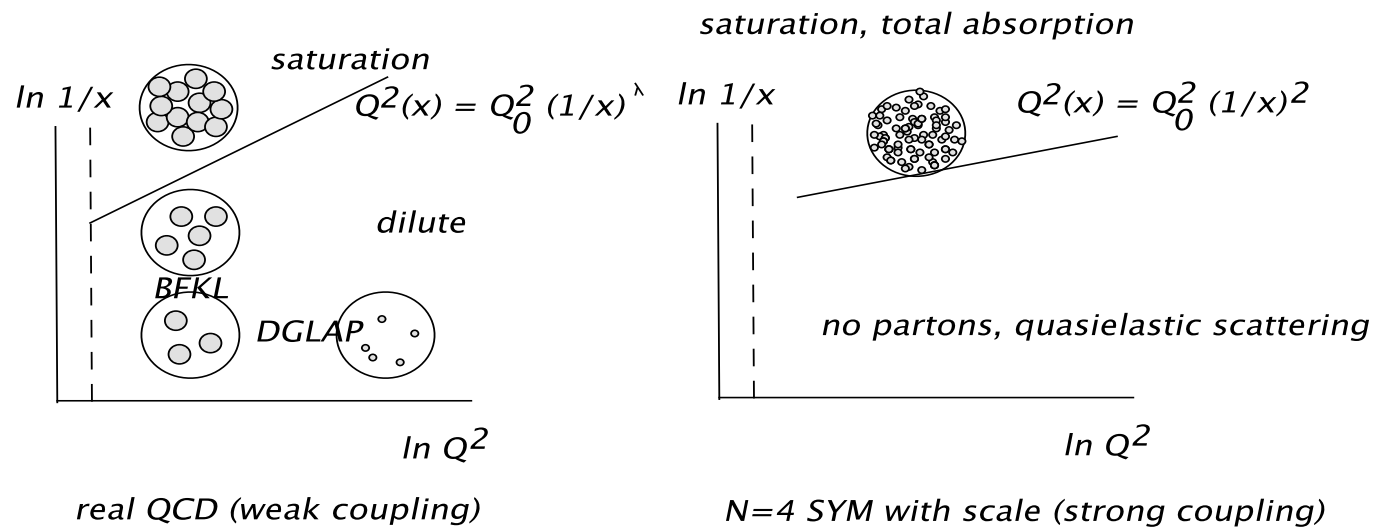 saturation
ln 1/x
Q²(x) = Q₀² (1/x)^λ
dilute
BFKL
DGLAP
ln Q²
real QCD (weak coupling)
saturation, total absorption
ln 1/x
Q²(x) = Q₀² (1/x)²
no partons, quasielastic scattering
ln Q²
N=4 SYM with scale (strong coupling)